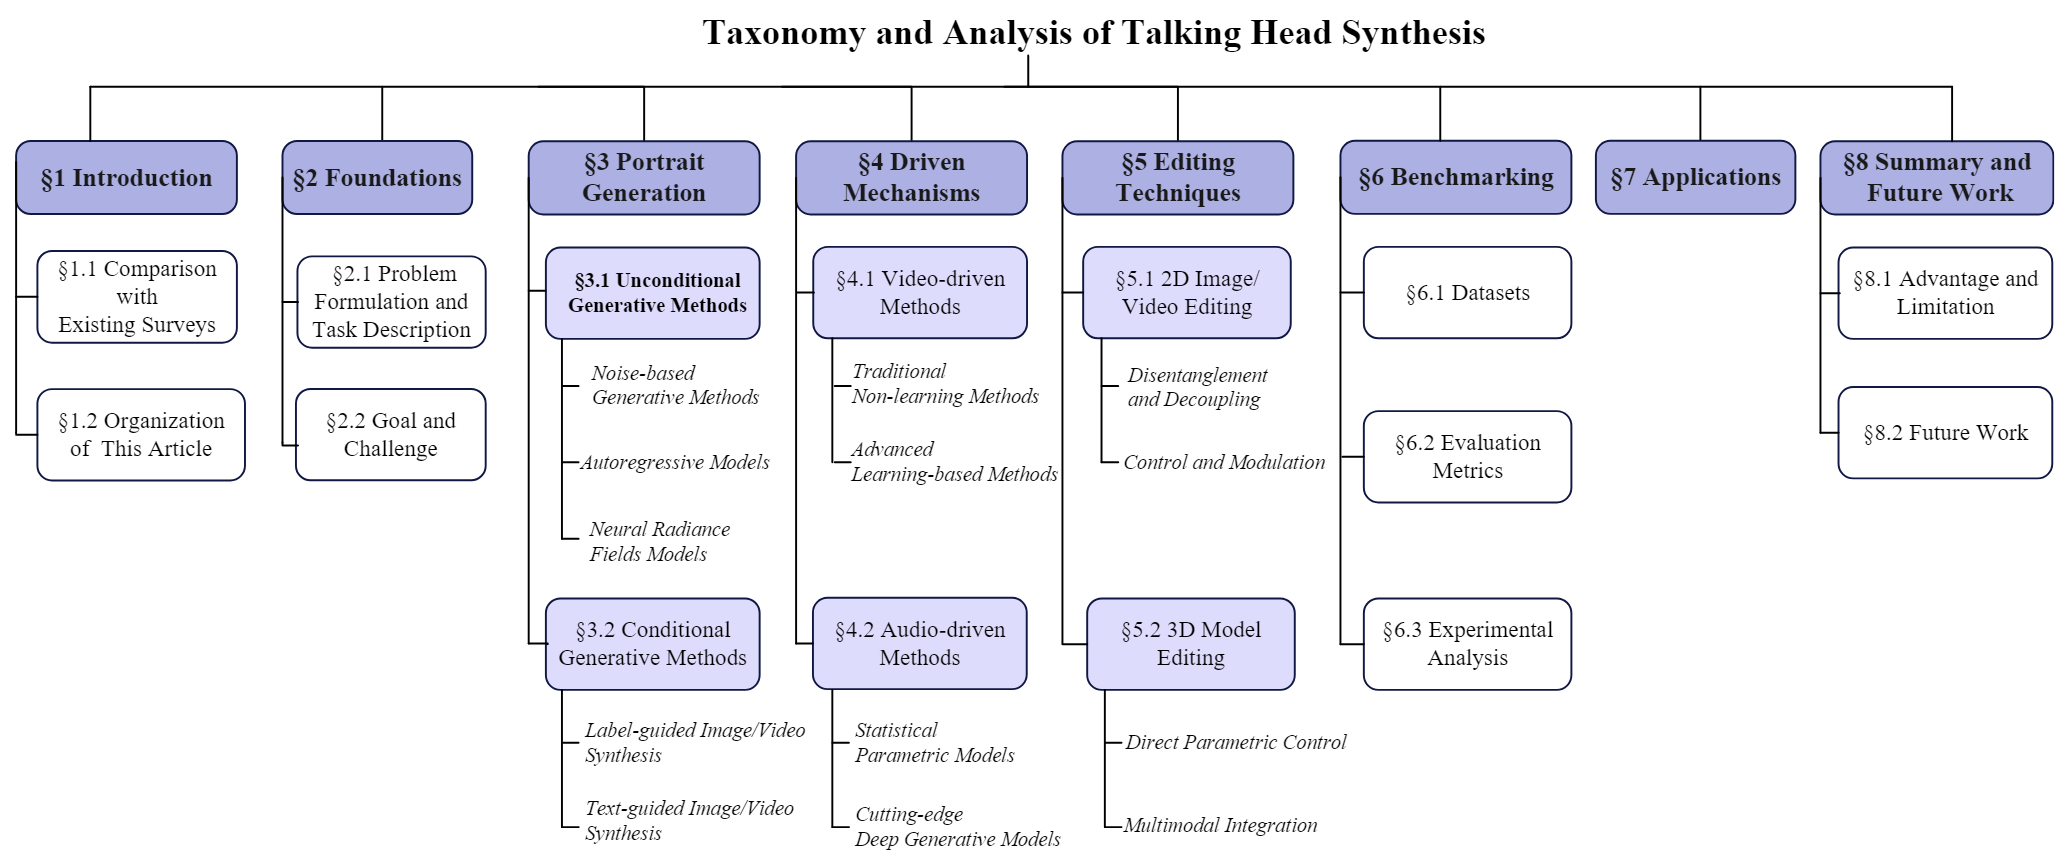 Taxonomy and Analysis of Talking Head Synthesis
§1 Introduction
§1.1 Comparison
with
Existing Surveys
§1.2 Organization
of This Article
§2 Foundations
§2.1 Problem
Formulation and
Task Description
§2.2 Goal and
Challenge
§3 Portrait
Generation
§3.1 Unconditional
Generative Methods
Noise-based
Generative Methods
Autoregressive Models
Neural Radiance
Fields Models
§3.2 Conditional
Generative Methods
Label-guided Image/Video
Synthesis
Text-guided Image/Video
Synthesis
§4 Driven
Mechanisms
§4.1 Video-driven
Methods
Traditional
Non-learning Methods
Advanced
Learning-based Methods
§4.2 Audio-driven
Methods
Statistical
Parametric Models
Cutting-edge
Deep Generative Models
§5 Editing
Techniques
§5.1 2D Image/
Video Editing
Disentanglement
and Decoupling
Control and Modulation
§5.2 3D Model
Editing
Direct Parametric Control
Multimodal Integration
§6 Benchmarking
§6.1 Datasets
§6.2 Evaluation
Metrics
§6.3 Experimental
Analysis
§7 Applications
§8 Summary and
Future Work
§8.1 Advantage and
Limitation
§8.2 Future Work